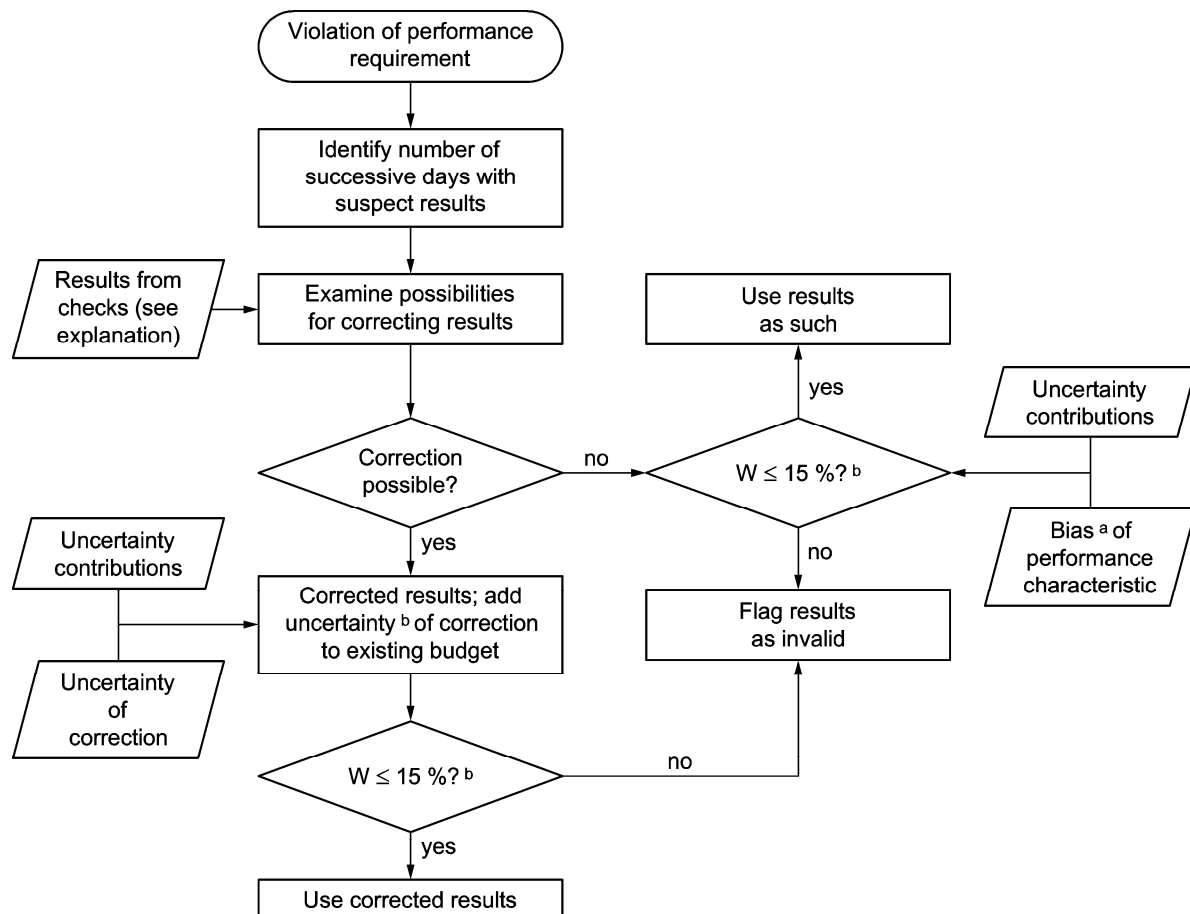 Violation of performance
requirement
Identify number of
successive days with
suspect results
Results from
checks (see
explanation)
Examine possibilities
for correcting results
Use results
as such
yes
Uncertainty
contributions
Correction
possible?
no
W ≤ 15 %? b
Bias a of
performance
characteristic
yes
no
Uncertainty
contributions
Corrected results; add
uncertainty b of correction
to existing budget
Flag results
as invalid
Uncertainty
of
correction
W ≤ 15 %? b
no
yes
Use corrected results